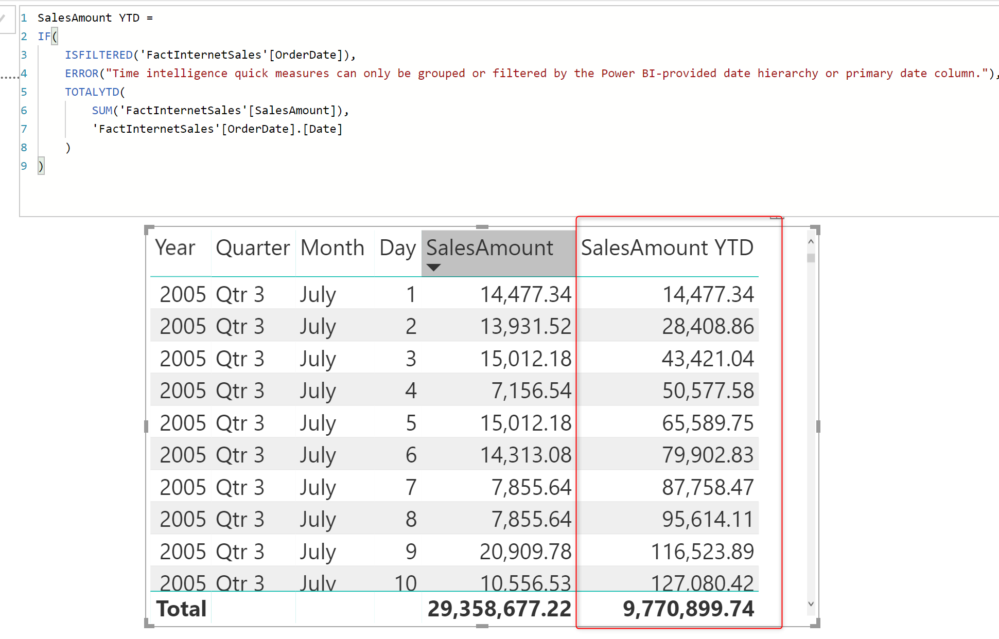 1 SalesAmount YTD =
2 IF(
3 ISFILTERED('FactInternetSales'[OrderDate]),
4 ERROR("Time intelligence quick measures can only be grouped or filtered by the Power BI-provided date hierarchy or primary date column."),
5 TOTALYTD(
6 SUM('FactInternetSales'[SalesAmount]),
7 'FactInternetSales'[OrderDate].[Date]
8 )
9 )
Year Quarter Month Day SalesAmount SalesAmount YTD
2005 Qtr 3 July 1 14,477.34 14,477.34
2005 Qtr 3 July 2 13,931.52 28,408.86
2005 Qtr 3 July 3 15,012.18 43,421.04
2005 Qtr 3 July 4 7,156.54 50,577.58
2005 Qtr 3 July 5 15,012.18 65,589.75
2005 Qtr 3 July 6 14,313.08 79,902.83
2005 Qtr 3 July 7 7,855.64 87,758.47
2005 Qtr 3 July 8 7,855.64 95,614.11
2005 Qtr 3 July 9 20,909.78 116,523.89
2005 Qtr 3 July 10 10,556.53 127,080.42
Total 29,358,677.22 9,770,899.74